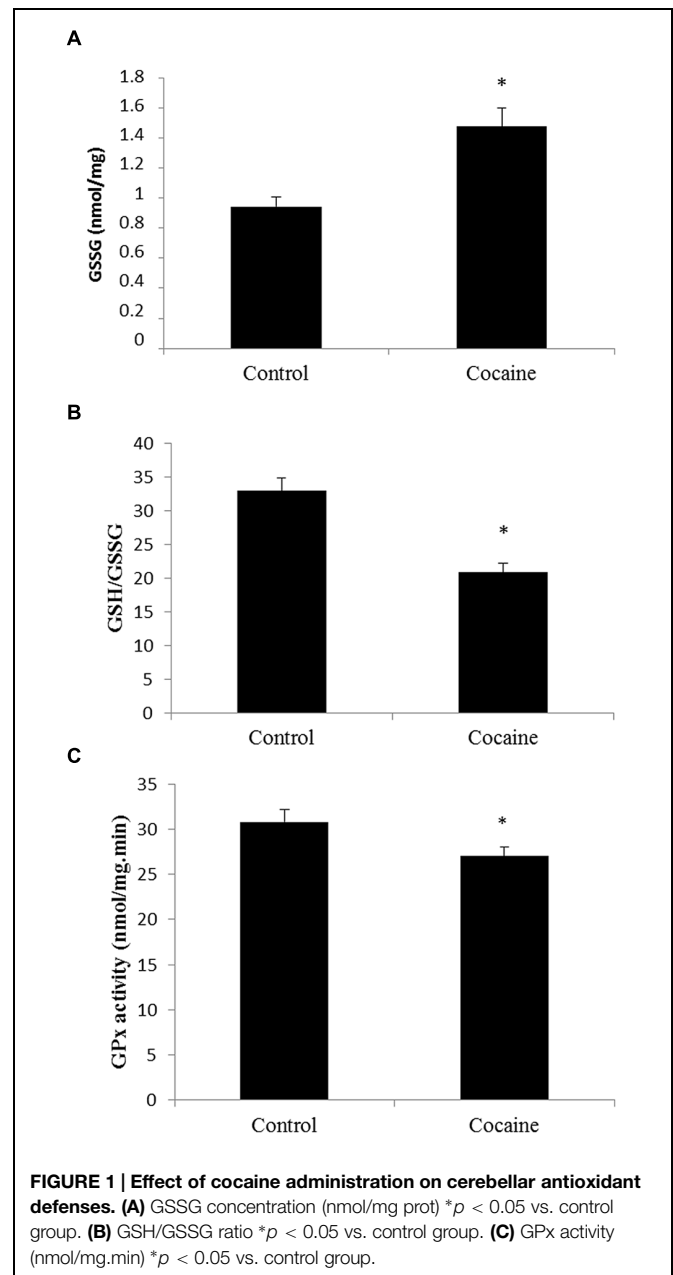 A
1.8
1.6
1.4
1.2
1
0.8
0.6
0.4
0.2
0
GSSG (nmol/mg)
*
Control Cocaine
B
40
35
30
25
20
15
10
5
0
GSH/GSSG
*
Control Cocaine
C
35
30
25
20
15
10
5
0
GPx activity (nmol/mg.min)
*
Control Cocaine
FIGURE 1 | Effect of cocaine administration on cerebellar antioxidant
defenses. (A) GSSG concentration (nmol/mg prot) *p < 0.05 vs. control
group. (B) GSH/GSSG ratio *p < 0.05 vs. control group. (C) GPx activity
(nmol/mg.min) *p < 0.05 vs. control group.